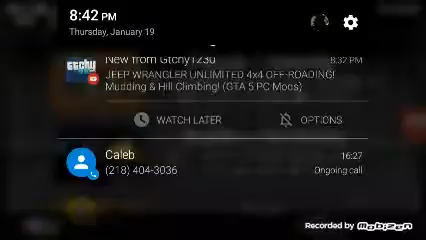 8:42 PM
Thursday, January 19
New from Gtchy1230
8:32 PM
JEEP WRANGLER UNLIMITED 4x4 OFF-ROADING!
Mudding & Hill Climbing! (GTA 5 PC Mods)
WATCH LATER
OPTIONS
Caleb
16:27
(218) 404-3036
Ongoing call
Recorded by Mobizen